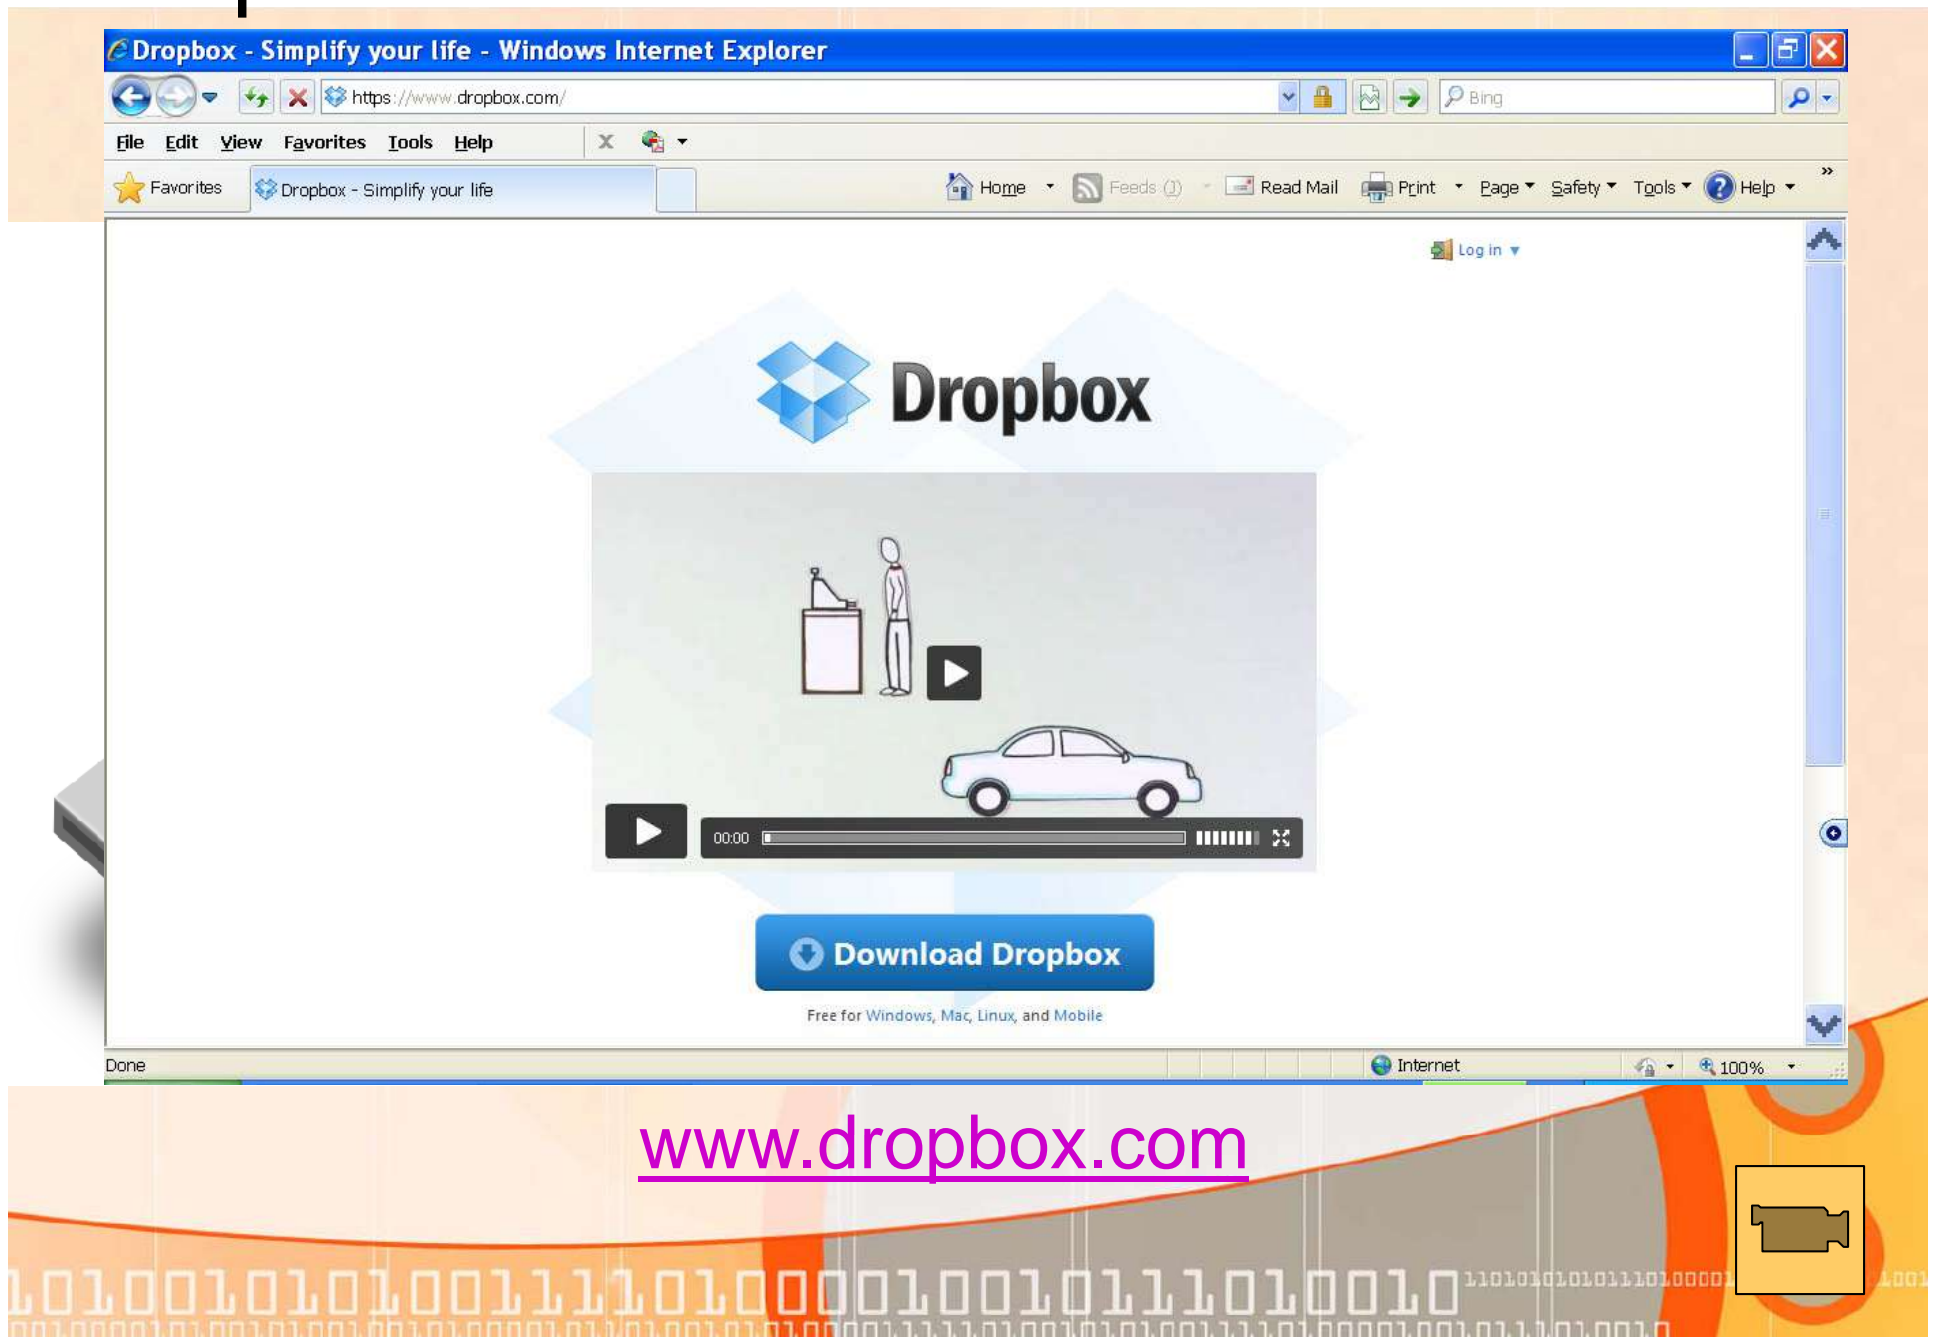 Dropbox - Simplify your life - Windows Internet Explorer
https://www.dropbox.com/
Bing
File Edit View Favorites Tools Help
X
Favorites
Dropbox - Simplify your life
Home
Feeds (J)
Read Mail
Print
Page
Safety
Tools
Help
»
Log in
Dropbox
00:00
Download Dropbox
Free for Windows, Mac, Linux, and Mobile
Done
Internet
100%
www.dropbox.com